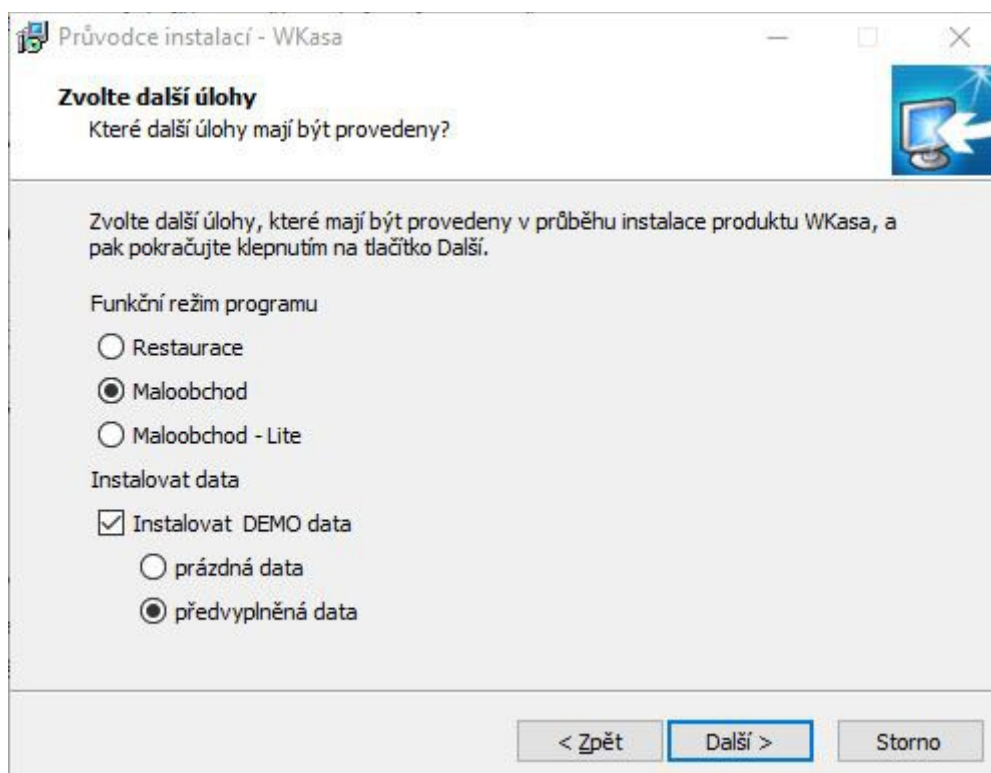 Průvodce instalací - WKasa
Zvolte další úlohy
Které další úlohy mají být provedeny?
Zvolte další úlohy, které mají být provedeny v průběhu instalace produktu WKasa, a
pak pokračujte klepnutím na tlačítko Další.
Funkční režim programu
Restaurace
Maloobchod
Maloobchod - Lite
Instalovat data
Instalovat DEMO data
prázdná data
předvyplněná data
< Zpět
Další >
Storno